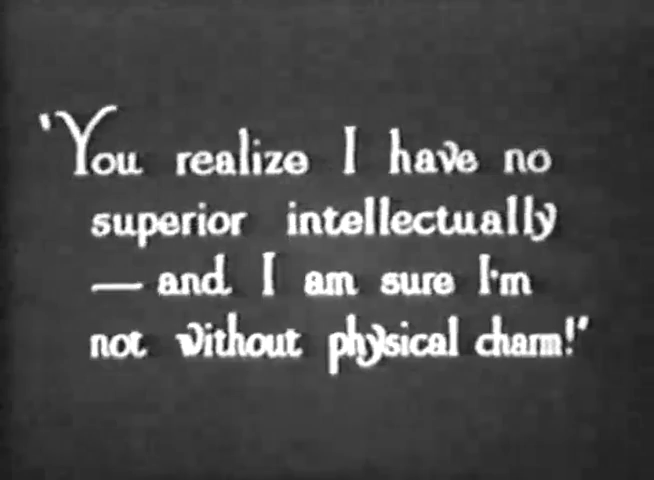 "You realize I have no
superior intellectually
— and I am sure I'm
not without physical charm!"